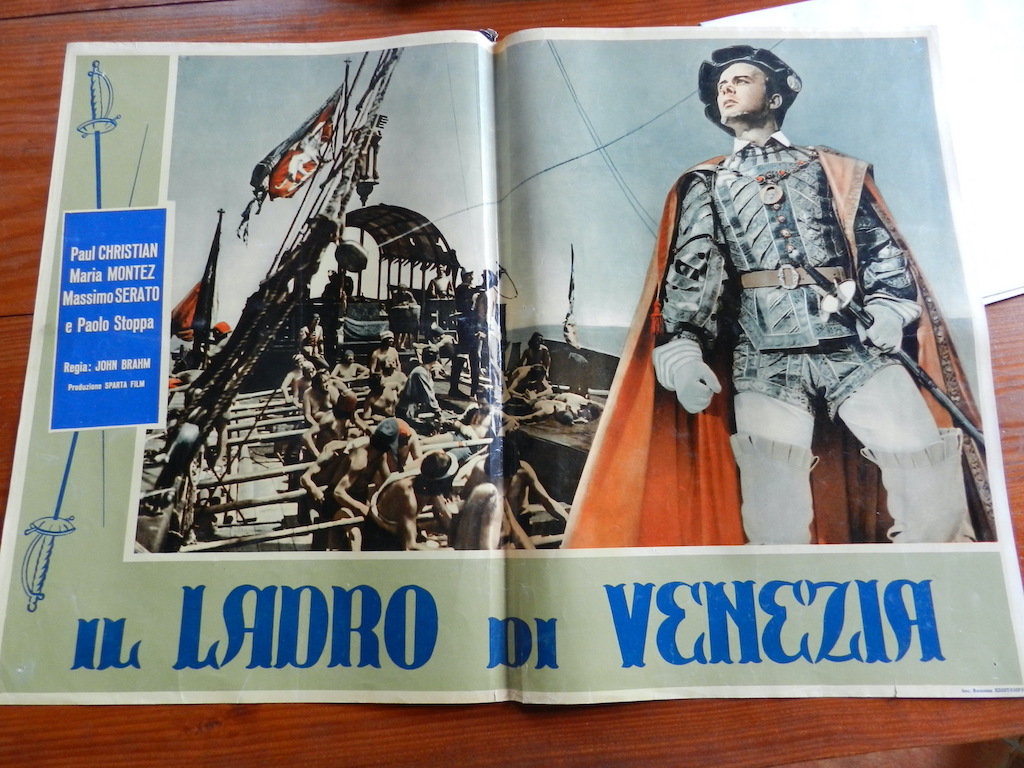 Paul CHRISTIAN
Maria MONTEZ
Massimo SERATO
e Paolo Stoppa
Regia: JOHN BRAHM
Produzione SPARTA FILM
IL LADRO DI VENEZIA